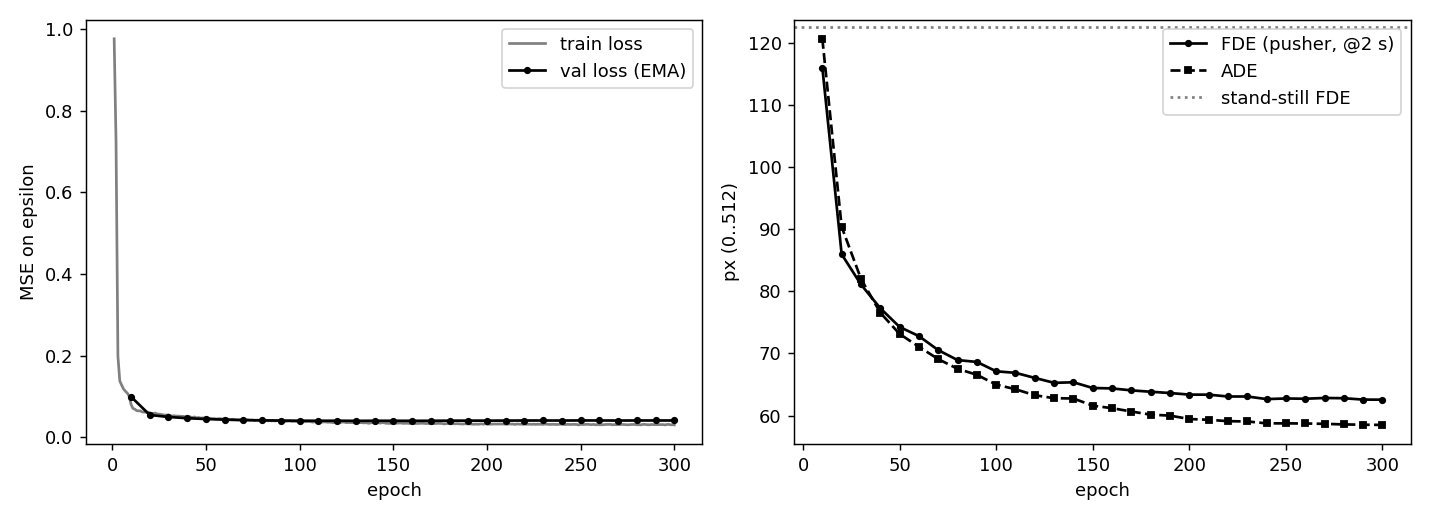 1.0
0.8
0.6
0.4
0.2
0.0
MSE on epsilon
0 50 100 150 200 250 300
epoch
train loss
val loss (EMA)
120
110
100
90
80
70
60
px (0..512)
0 50 100 150 200 250 300
epoch
FDE (pusher, @2 s)
ADE
stand-still FDE